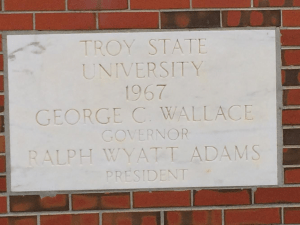 TROY STATE
UNIVERSITY
1967
GEORGE C. WALLACE
GOVERNOR
RALPH WYATT ADAMS
PRESIDENT